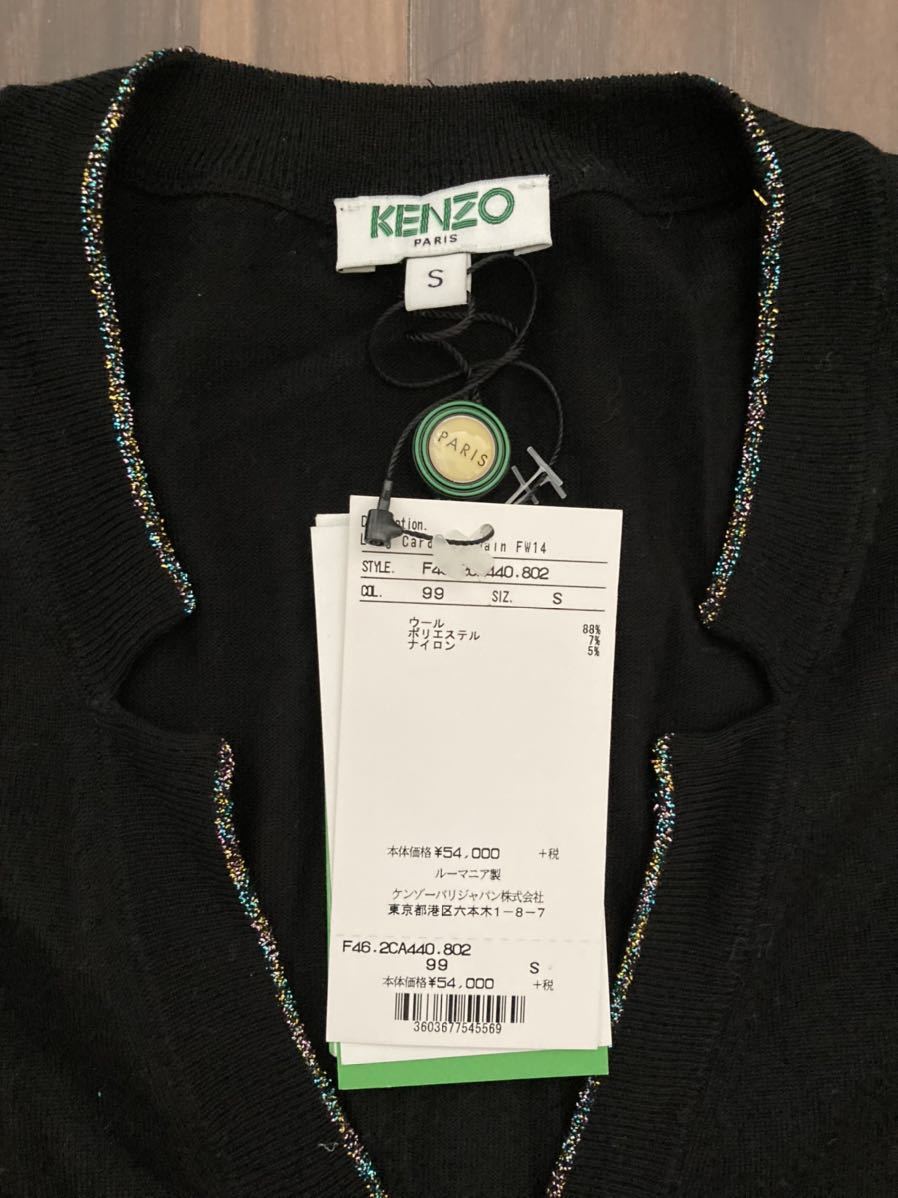 KENZO
PARIS
S
PARIS
FW14
STYLE. 440.802
COL. 99 SIZ. S
ウール 88%
ポリエステル 7%
ナイロン 5%
本体価格 ¥54,000 +税
ルーマニア製
ケンゾーパリジャパン株式会社
東京都港区六本木1-8-7
F46.2CA440.802
99 S
本体価格 ¥54,000 +税
3603677545569